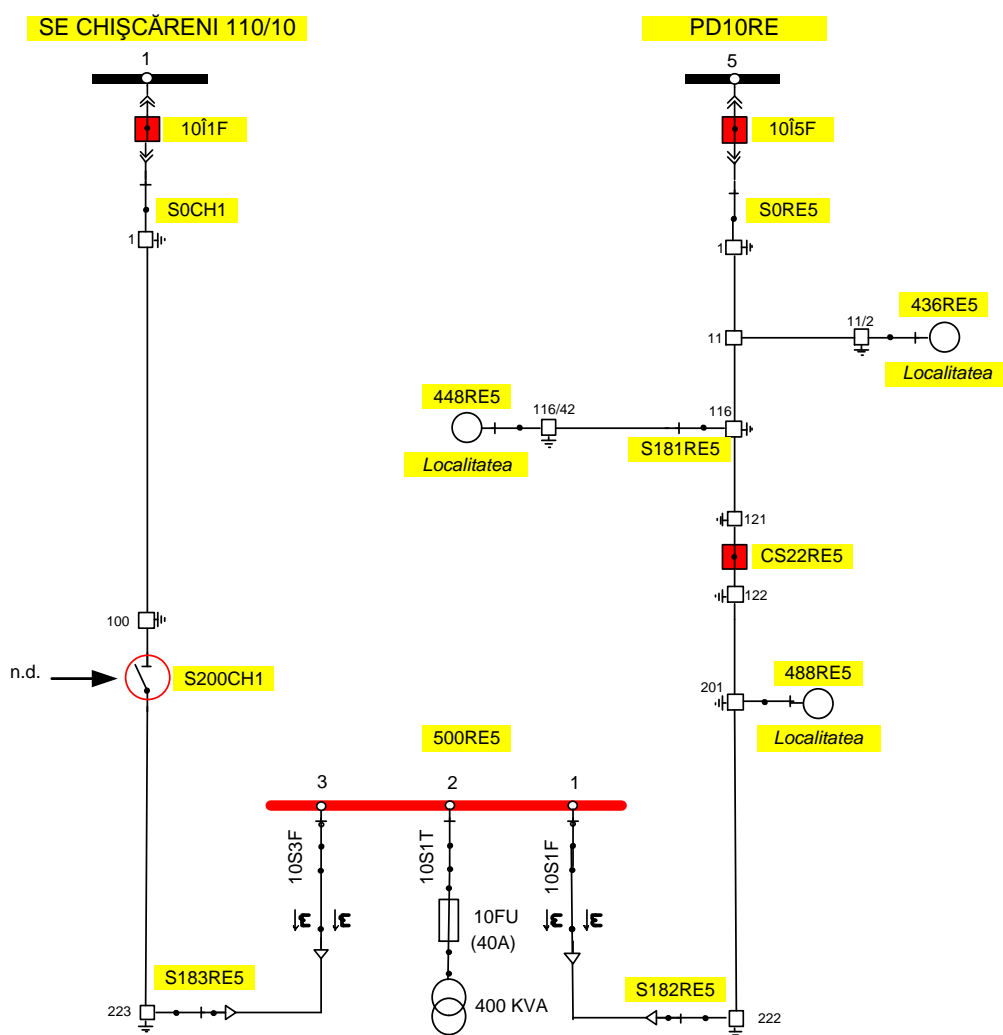 SE CHIŞCĂRENI 110/10
PD10RE
1
5
10Î1F
10Î5F
S0CH1
S0RE5
1
1
436RE5
11/2
11
Localitatea
448RE5
116/42
116
S181RE5
Localitatea
121
CS22RE5
122
100
n.d.
S200CH1
488RE5
201
Localitatea
500RE5
3
2
1
10S3F
10S1T
10S1F
10FU
(40A)
S183RE5
S182RE5
400 KVA
223
222